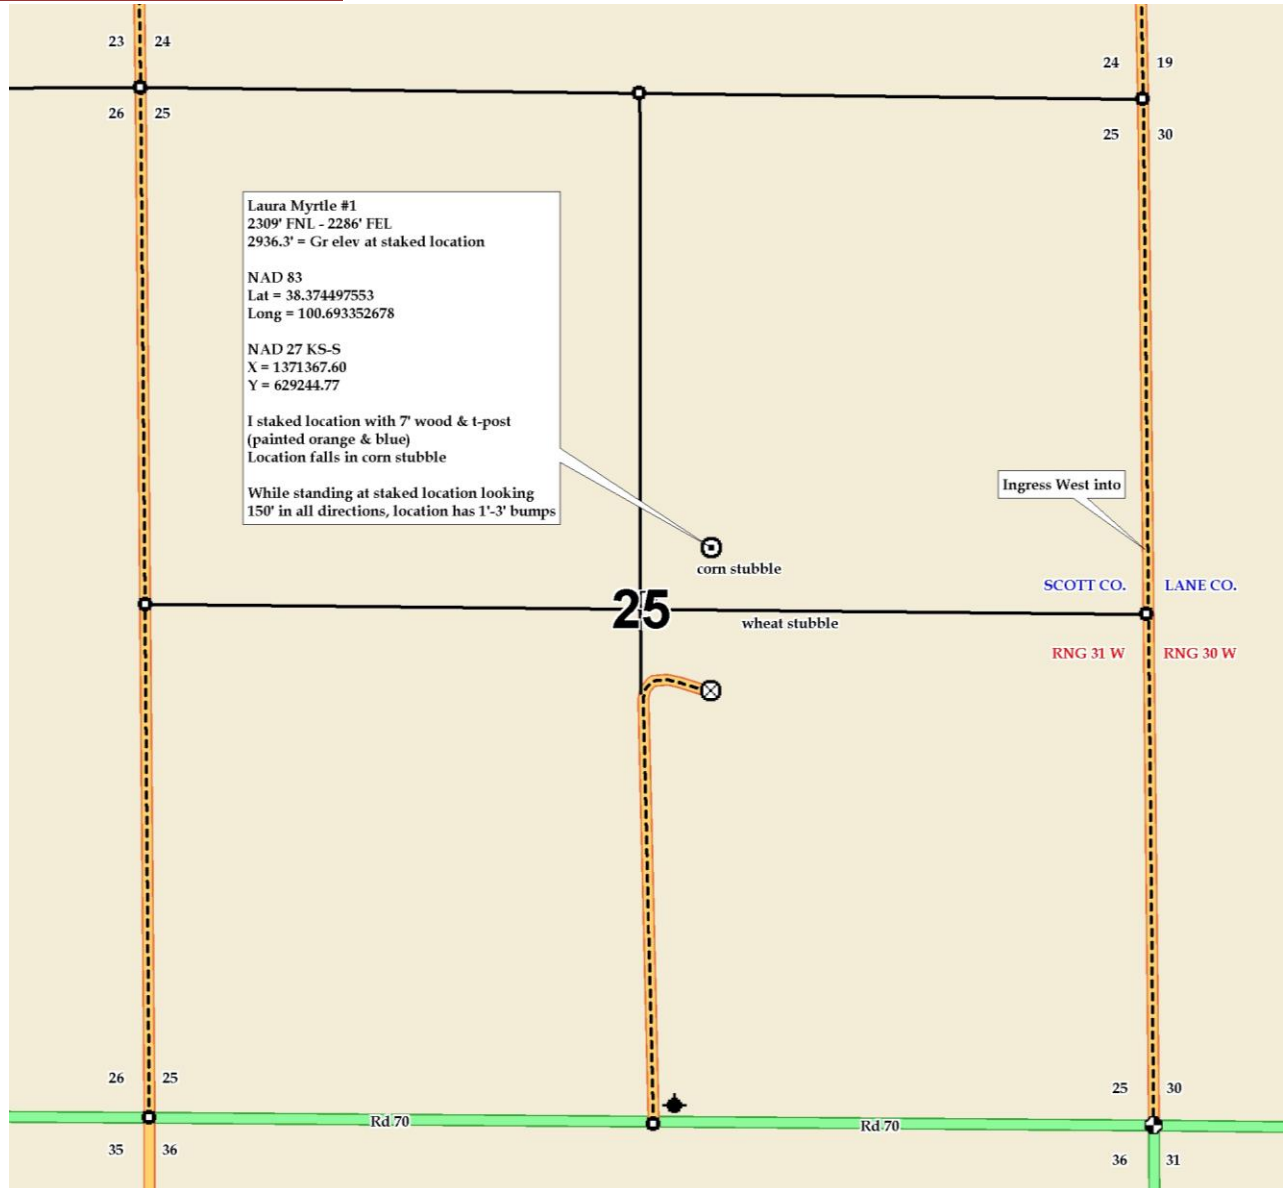 23 24
24 19
26 25
25 30
Laura Myrtle #1
2309' FNL - 2286' FEL
2936.3' = Gr elev at staked location
NAD 83
Lat = 38.374497553
Long = 100.693352678
NAD 27 KS-S
X = 1371367.60
Y = 629244.77
I staked location with 7' wood & t-post
(painted orange & blue)
Location falls in corn stubble
While standing at staked location looking
150' in all directions, location has 1'-3' bumps
Ingress West into
corn stubble
SCOTT CO. LANE CO.
25
wheat stubble
RNG 31 W RNG 30 W
26 25
25 30
Rd 70
Rd 70
35 36
36 31